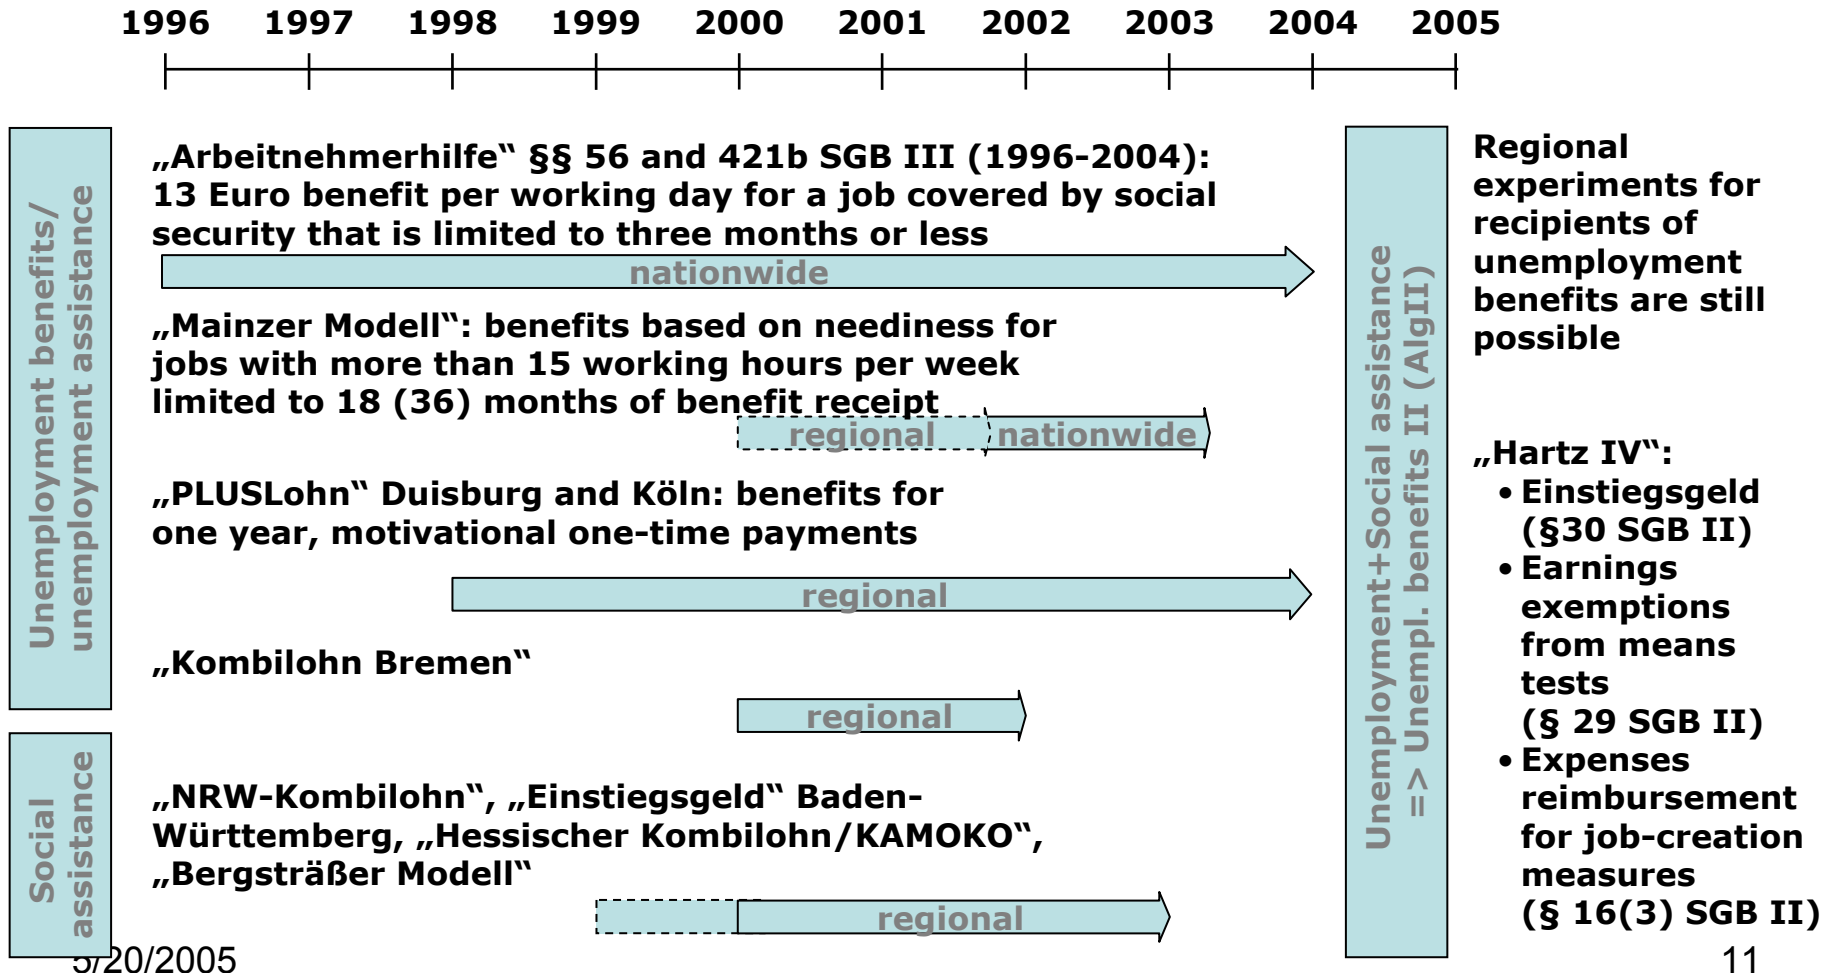 1996 1997 1998 1999 2000 2001 2002 2003 2004 2005
Unemployment benefits/
unemployment assistance
„Arbeitnehmerhilfe“ §§ 56 and 421b SGB III (1996-2004):
13 Euro benefit per working day for a job covered by social
security that is limited to three months or less
nationwide
„Mainzer Modell“: benefits based on neediness for
jobs with more than 15 working hours per week
limited to 18 (36) months of benefit receipt
regional nationwide
„PLUSLohn“ Duisburg and Köln: benefits for
one year, motivational one-time payments
regional
„Kombilohn Bremen“
regional
Social
assistance
„NRW-Kombilohn“, „Einstiegsgeld“ Baden-
Württemberg, „Hessischer Kombilohn/KAMOKO“,
„Bergsträßer Modell“
regional
Unemployment+Social assistance
=> Unempl. benefits II (AlgII)
Regional
experiments for
recipients of
unemployment
benefits are still
possible
„Hartz IV“:
• Einstiegsgeld
(§30 SGB II)
• Earnings
exemptions
from means
tests
(§ 29 SGB II)
• Expenses
reimbursement
for job-creation
measures
(§ 16(3) SGB II)
5/20/2005
11